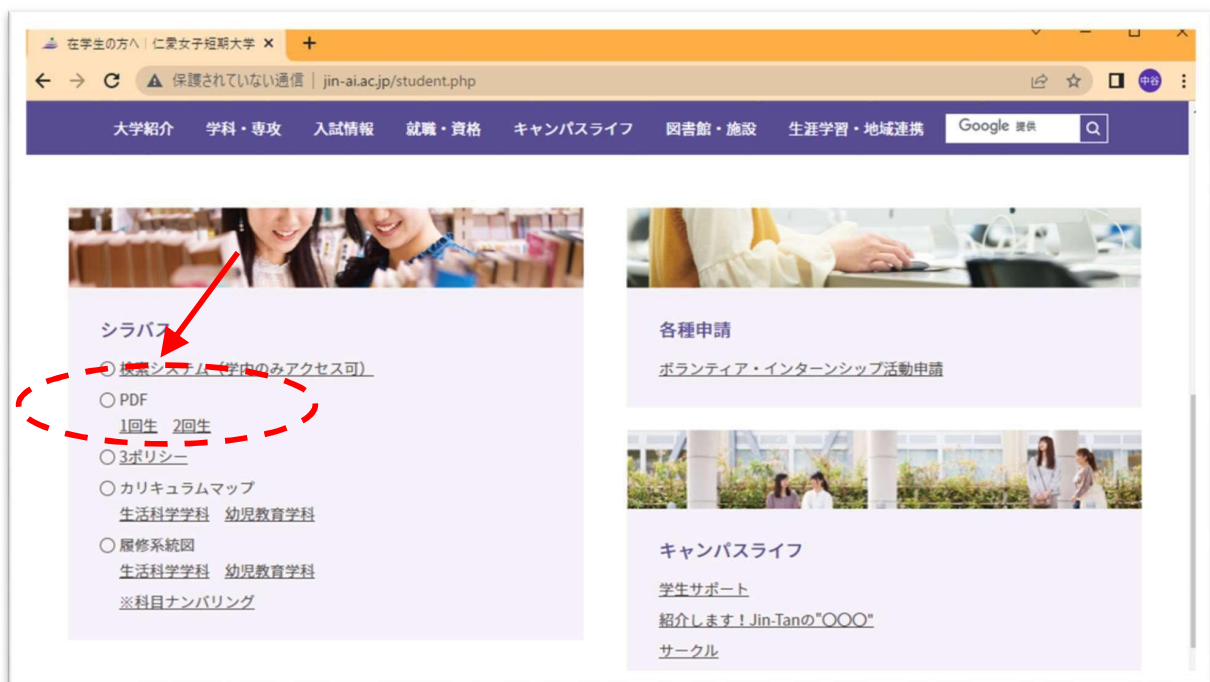 在学生の方へ｜仁愛女子短期大学
保護されていない通信 | jin-ai.ac.jp/student.php
中谷
大学紹介 学科・専攻 入試情報 就職・資格 キャンパスライフ 図書館・施設 生涯学習・地域連携 Google 提供
シラバス
○ 検索システム（学内のみアクセス可）
○ PDF
1回生 2回生
○ 3ポリシー
○ カリキュラムマップ
生活科学学科 幼児教育学科
○ 履修系統図
生活科学学科 幼児教育学科
※科目ナンバリング
各種申請
ボランティア・インターンシップ活動申請
キャンパスライフ
学生サポート
紹介します！Jin-Tanの"〇〇〇"
サークル